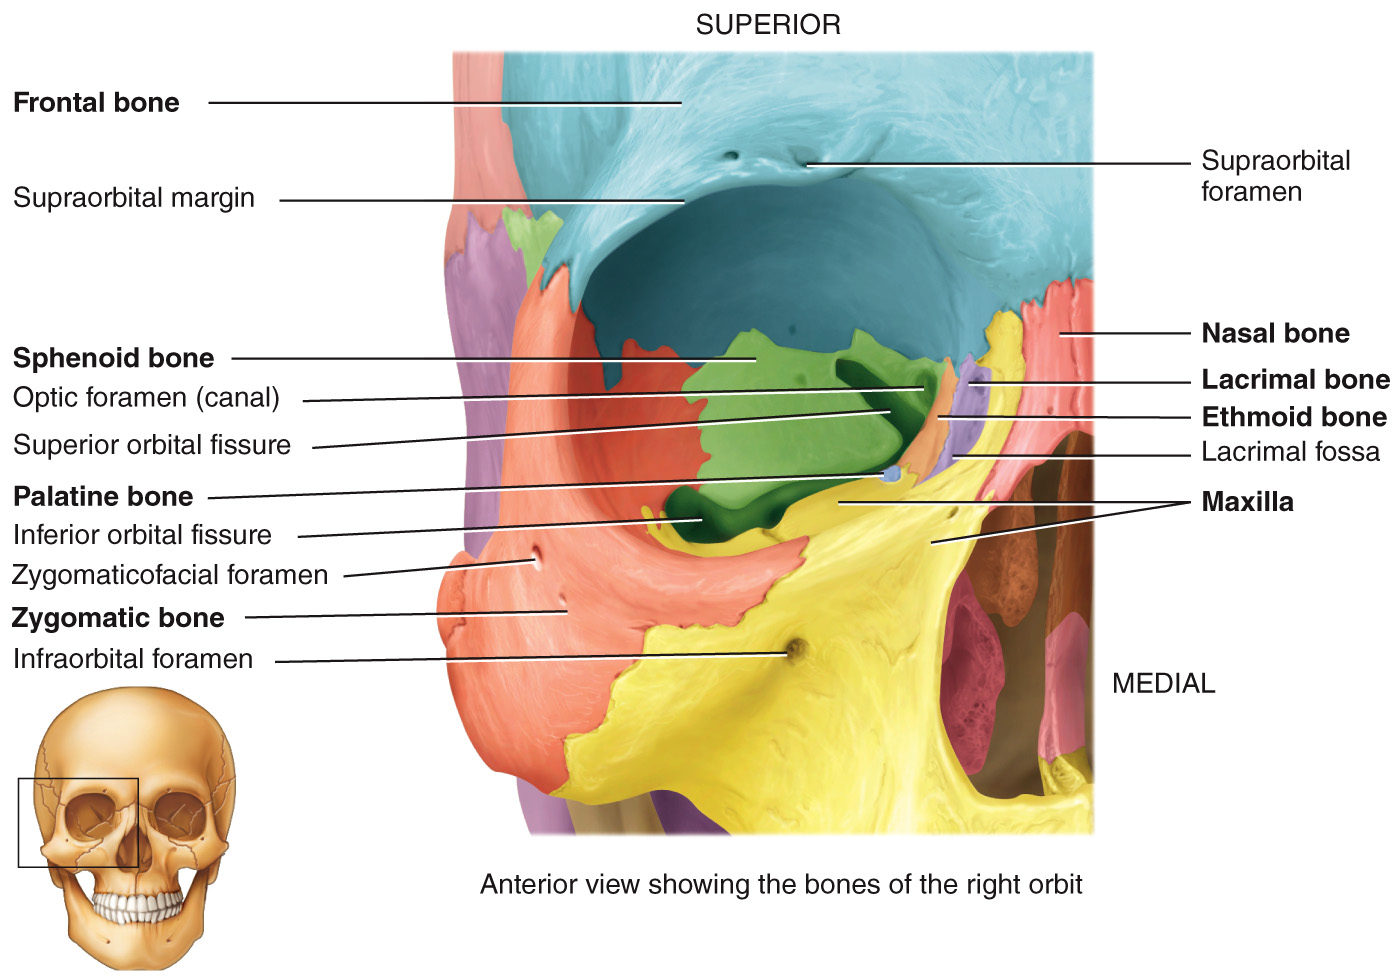 SUPERIOR
Frontal bone
Supraorbital margin
Sphenoid bone
Optic foramen (canal)
Superior orbital fissure
Palatine bone
Inferior orbital fissure
Zygomaticofacial foramen
Zygomatic bone
Infraorbital foramen
Supraorbital
foramen
Nasal bone
Lacrimal bone
Ethmoid bone
Lacrimal fossa
Maxilla
MEDIAL
Anterior view showing the bones of the right orbit